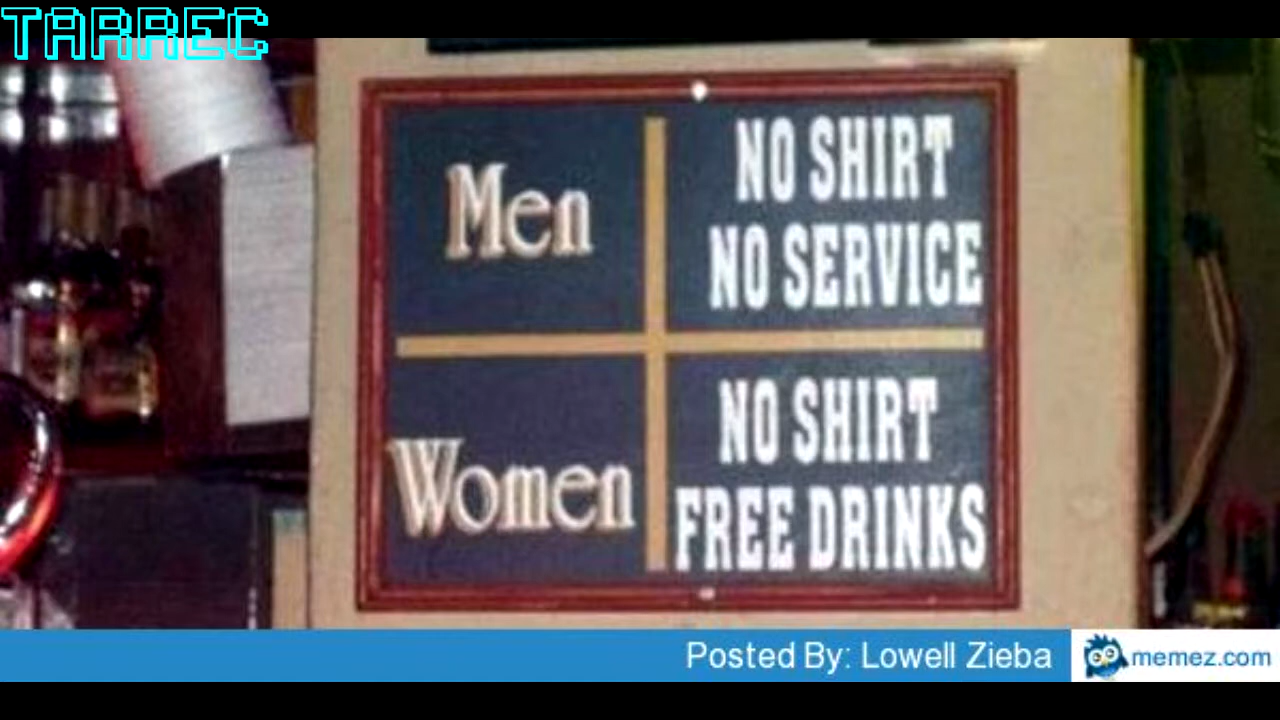 TARREC
Men
NO SHIRT
NO SERVICE
Women
NO SHIRT
FREE DRINKS
Posted By: Lowell Zieba
memez.com